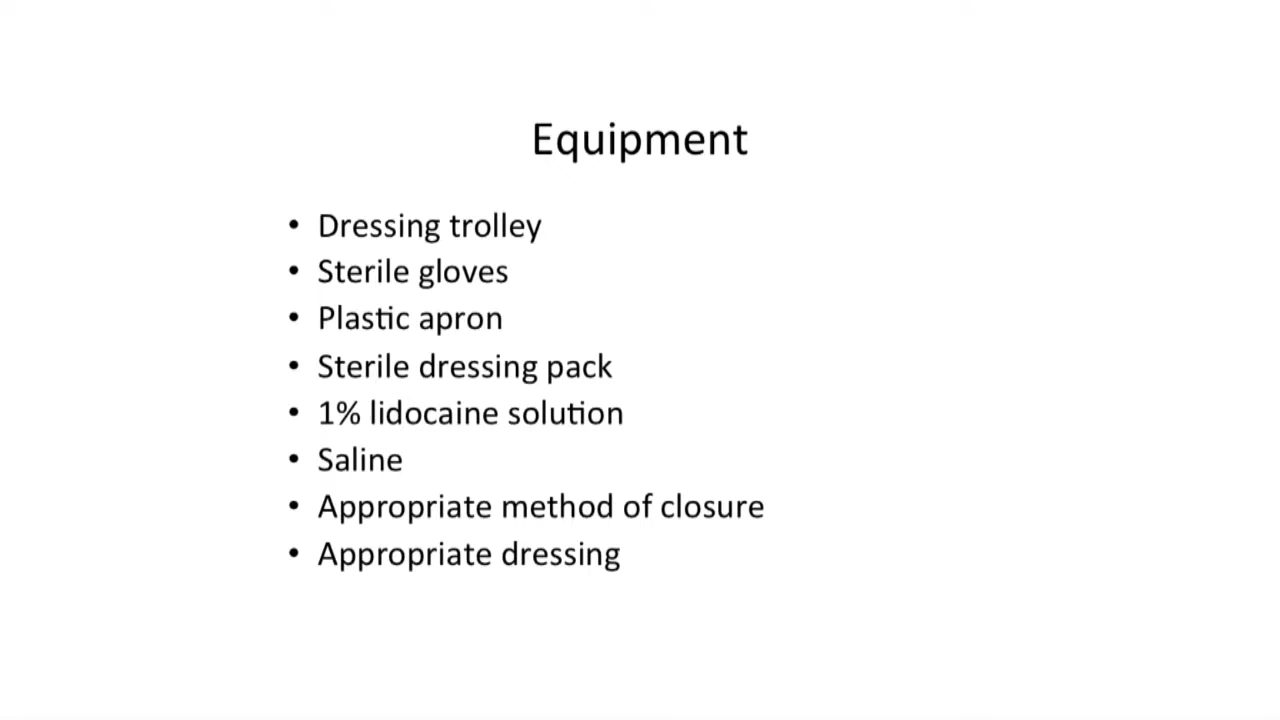 Equipment
• Dressing trolley
• Sterile gloves
• Plastic apron
• Sterile dressing pack
• 1% lidocaine solution
• Saline
• Appropriate method of closure
• Appropriate dressing